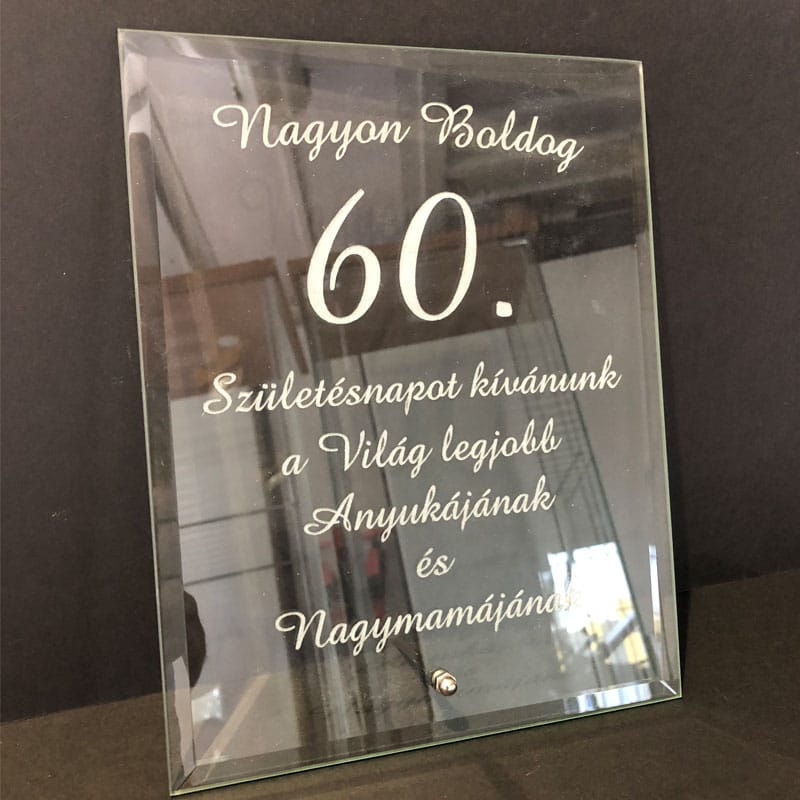 Nagyon Boldog
60.
Születésnapot kívánunk
a Világ legjobb
Anyukájának
és
Nagymamájának